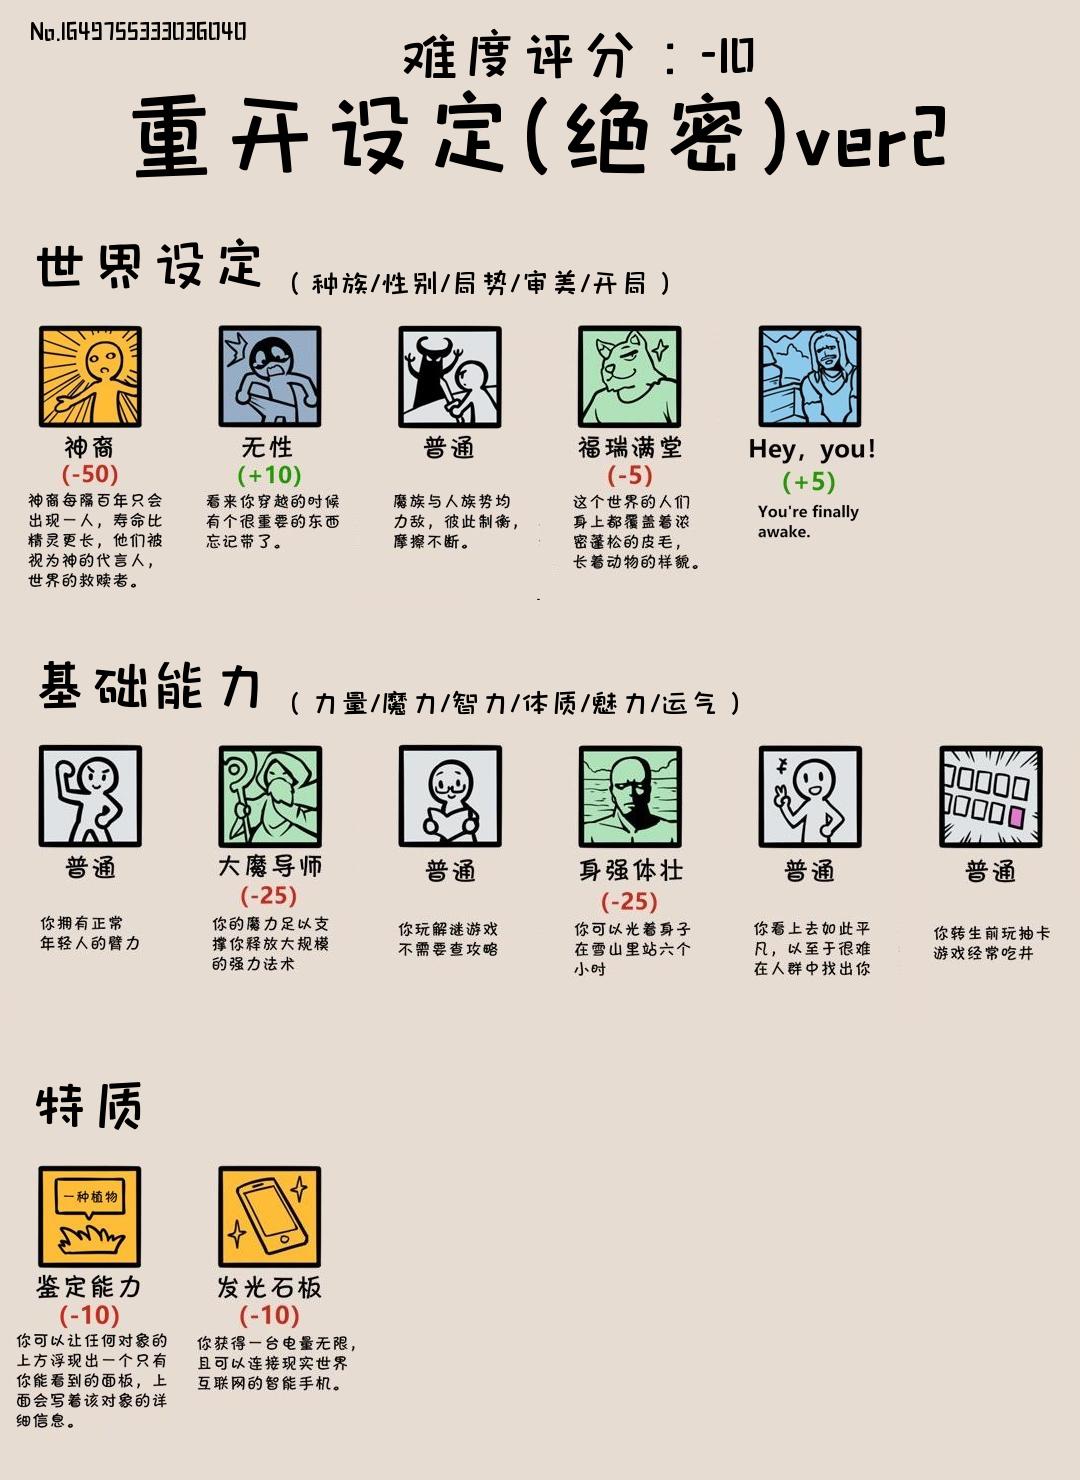 No.1649755333036040
难度评分：-10
重开设定(绝密)ver2
世界设定（种族/性别/局势/审美/开局）
神裔
(-50)
神裔每隔百年只会
出现一人，寿命比
精灵更长，他们被
视为神的代言人，
世界的救赎者。
无性
(+10)
看来你穿越的时候
有个很重要的东西
忘记带了。
普通
魔族与人族势均
力敌，彼此制衡，
摩擦不断。
福瑞满堂
(-5)
这个世界的人们
身上都覆盖着浓
密蓬松的皮毛，
长着动物的样貌。
Hey, you!
(+5)
You're finally
awake.
基础能力（力量/魔力/智力/体质/魅力/运气）
普通
你拥有正常
年轻人的臂力
大魔导师
(-25)
你的魔力足以支
撑你释放大规模
的强力法术
普通
你玩解谜游戏
不需要查攻略
身强体壮
(-25)
你可以光着身子
在雪山里站六个
小时
普通
你看上去如此平
凡，以至于很难
在人群中找出你
普通
你转生前玩抽卡
游戏经常吃井
特质
一种植物
鉴定能力
(-10)
你可以让任何对象的
上方浮现出一个只有
你能看到的面板，上
面会写着该对象的详
细信息。
发光石板
(-10)
你获得一台电量无限，
且可以连接现实世界
互联网的智能手机。